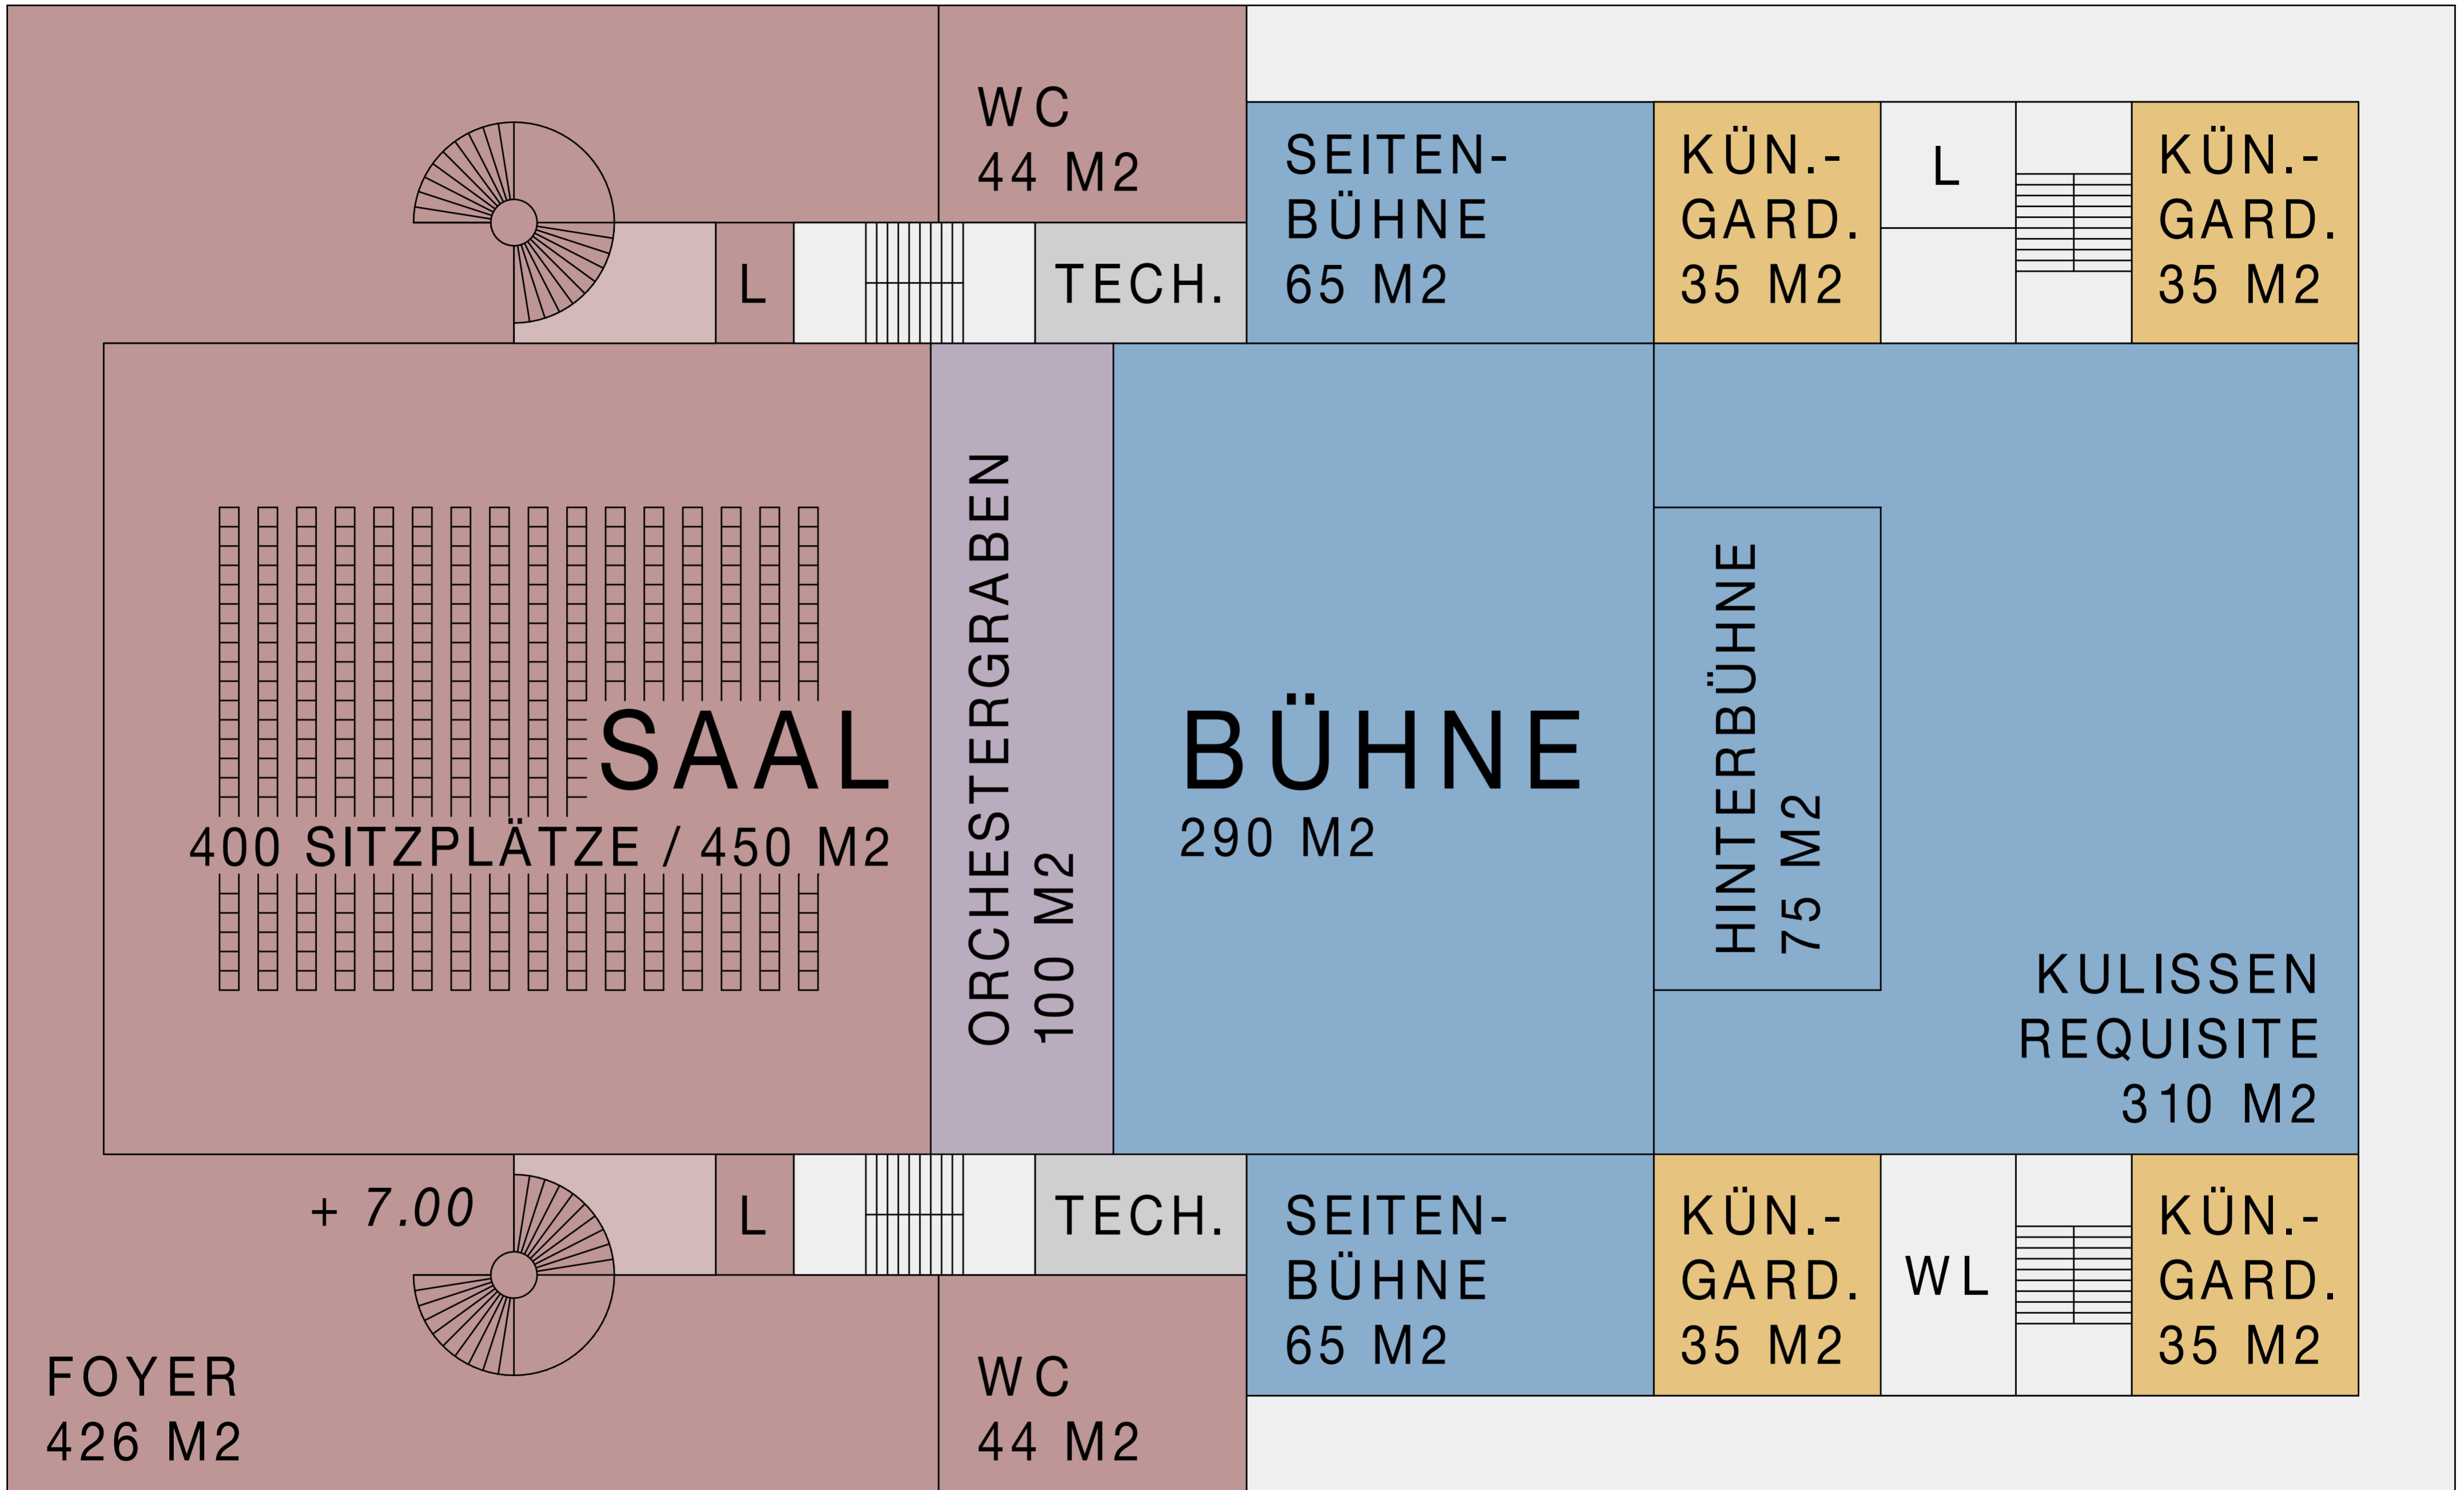 WC
44 M2
SEITEN-
BÜHNE
65 M2
KÜN.-
GARD.
35 M2
L
KÜN.-
GARD.
35 M2
L
TECH.
SAAL
400 SITZPLÄTZE / 450 M2
ORCHESTERGRABEN
100 M2
BÜHNE
290 M2
HINTERBÜHNE
75 M2
KULISSEN
REQUISITE
310 M2
+ 7.00
L
TECH.
SEITEN-
BÜHNE
65 M2
KÜN.-
GARD.
35 M2
WL
KÜN.-
GARD.
35 M2
FOYER
426 M2
WC
44 M2